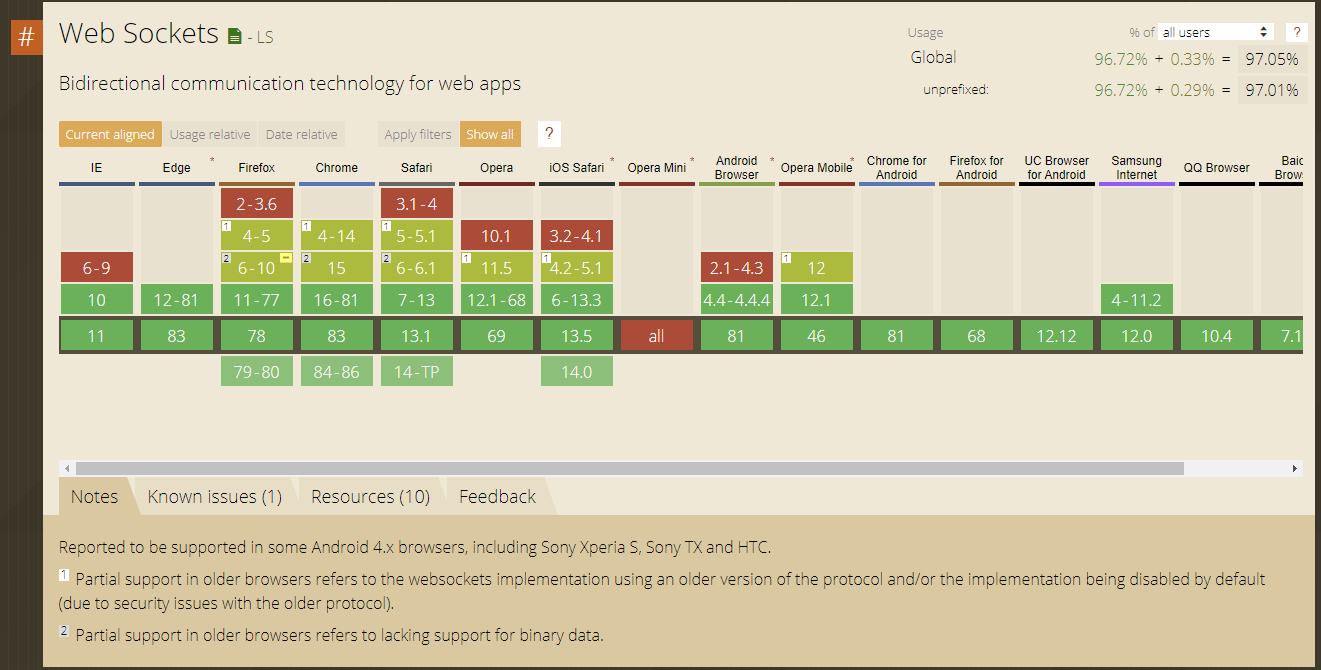 #
Web Sockets - LS
Usage % of all users ?
Global 96.72% + 0.33% = 97.05%
Bidirectional communication technology for web apps
unprefixed: 96.72% + 0.29% = 97.01%
Current aligned Usage relative Date relative Apply filters Show all ?
IE Edge * Firefox Chrome Safari Opera iOS Safari * Opera Mini * Android Browser * Opera Mobile * Chrome for Android Firefox for Android UC Browser for Android Samsung Internet QQ Browser
2-3.6 3.1-4
1 4-5 1 4-14 1 5-5.1 10.1 3.2-4.1
6-9 2 6-10 2 15 2 6-6.1 1 11.5 1 4.2-5.1 2.1-4.3 1 12
10 12-81 11-77 16-81 7-13 12.1-68 6-13.3 4.4-4.4.4 12.1 4-11.2
11 83 78 83 13.1 69 13.5 all 81 46 81 68 12.12 12.0 10.4 7.1
79-80 84-86 14-TP 14.0
Notes Known issues (1) Resources (10) Feedback
Reported to be supported in some Android 4.x browsers, including Sony Xperia S, Sony TX and HTC.
1 Partial support in older browsers refers to the websockets implementation using an older version of the protocol and/or the implementation being disabled by default
(due to security issues with the older protocol).
2 Partial support in older browsers refers to lacking support for binary data.